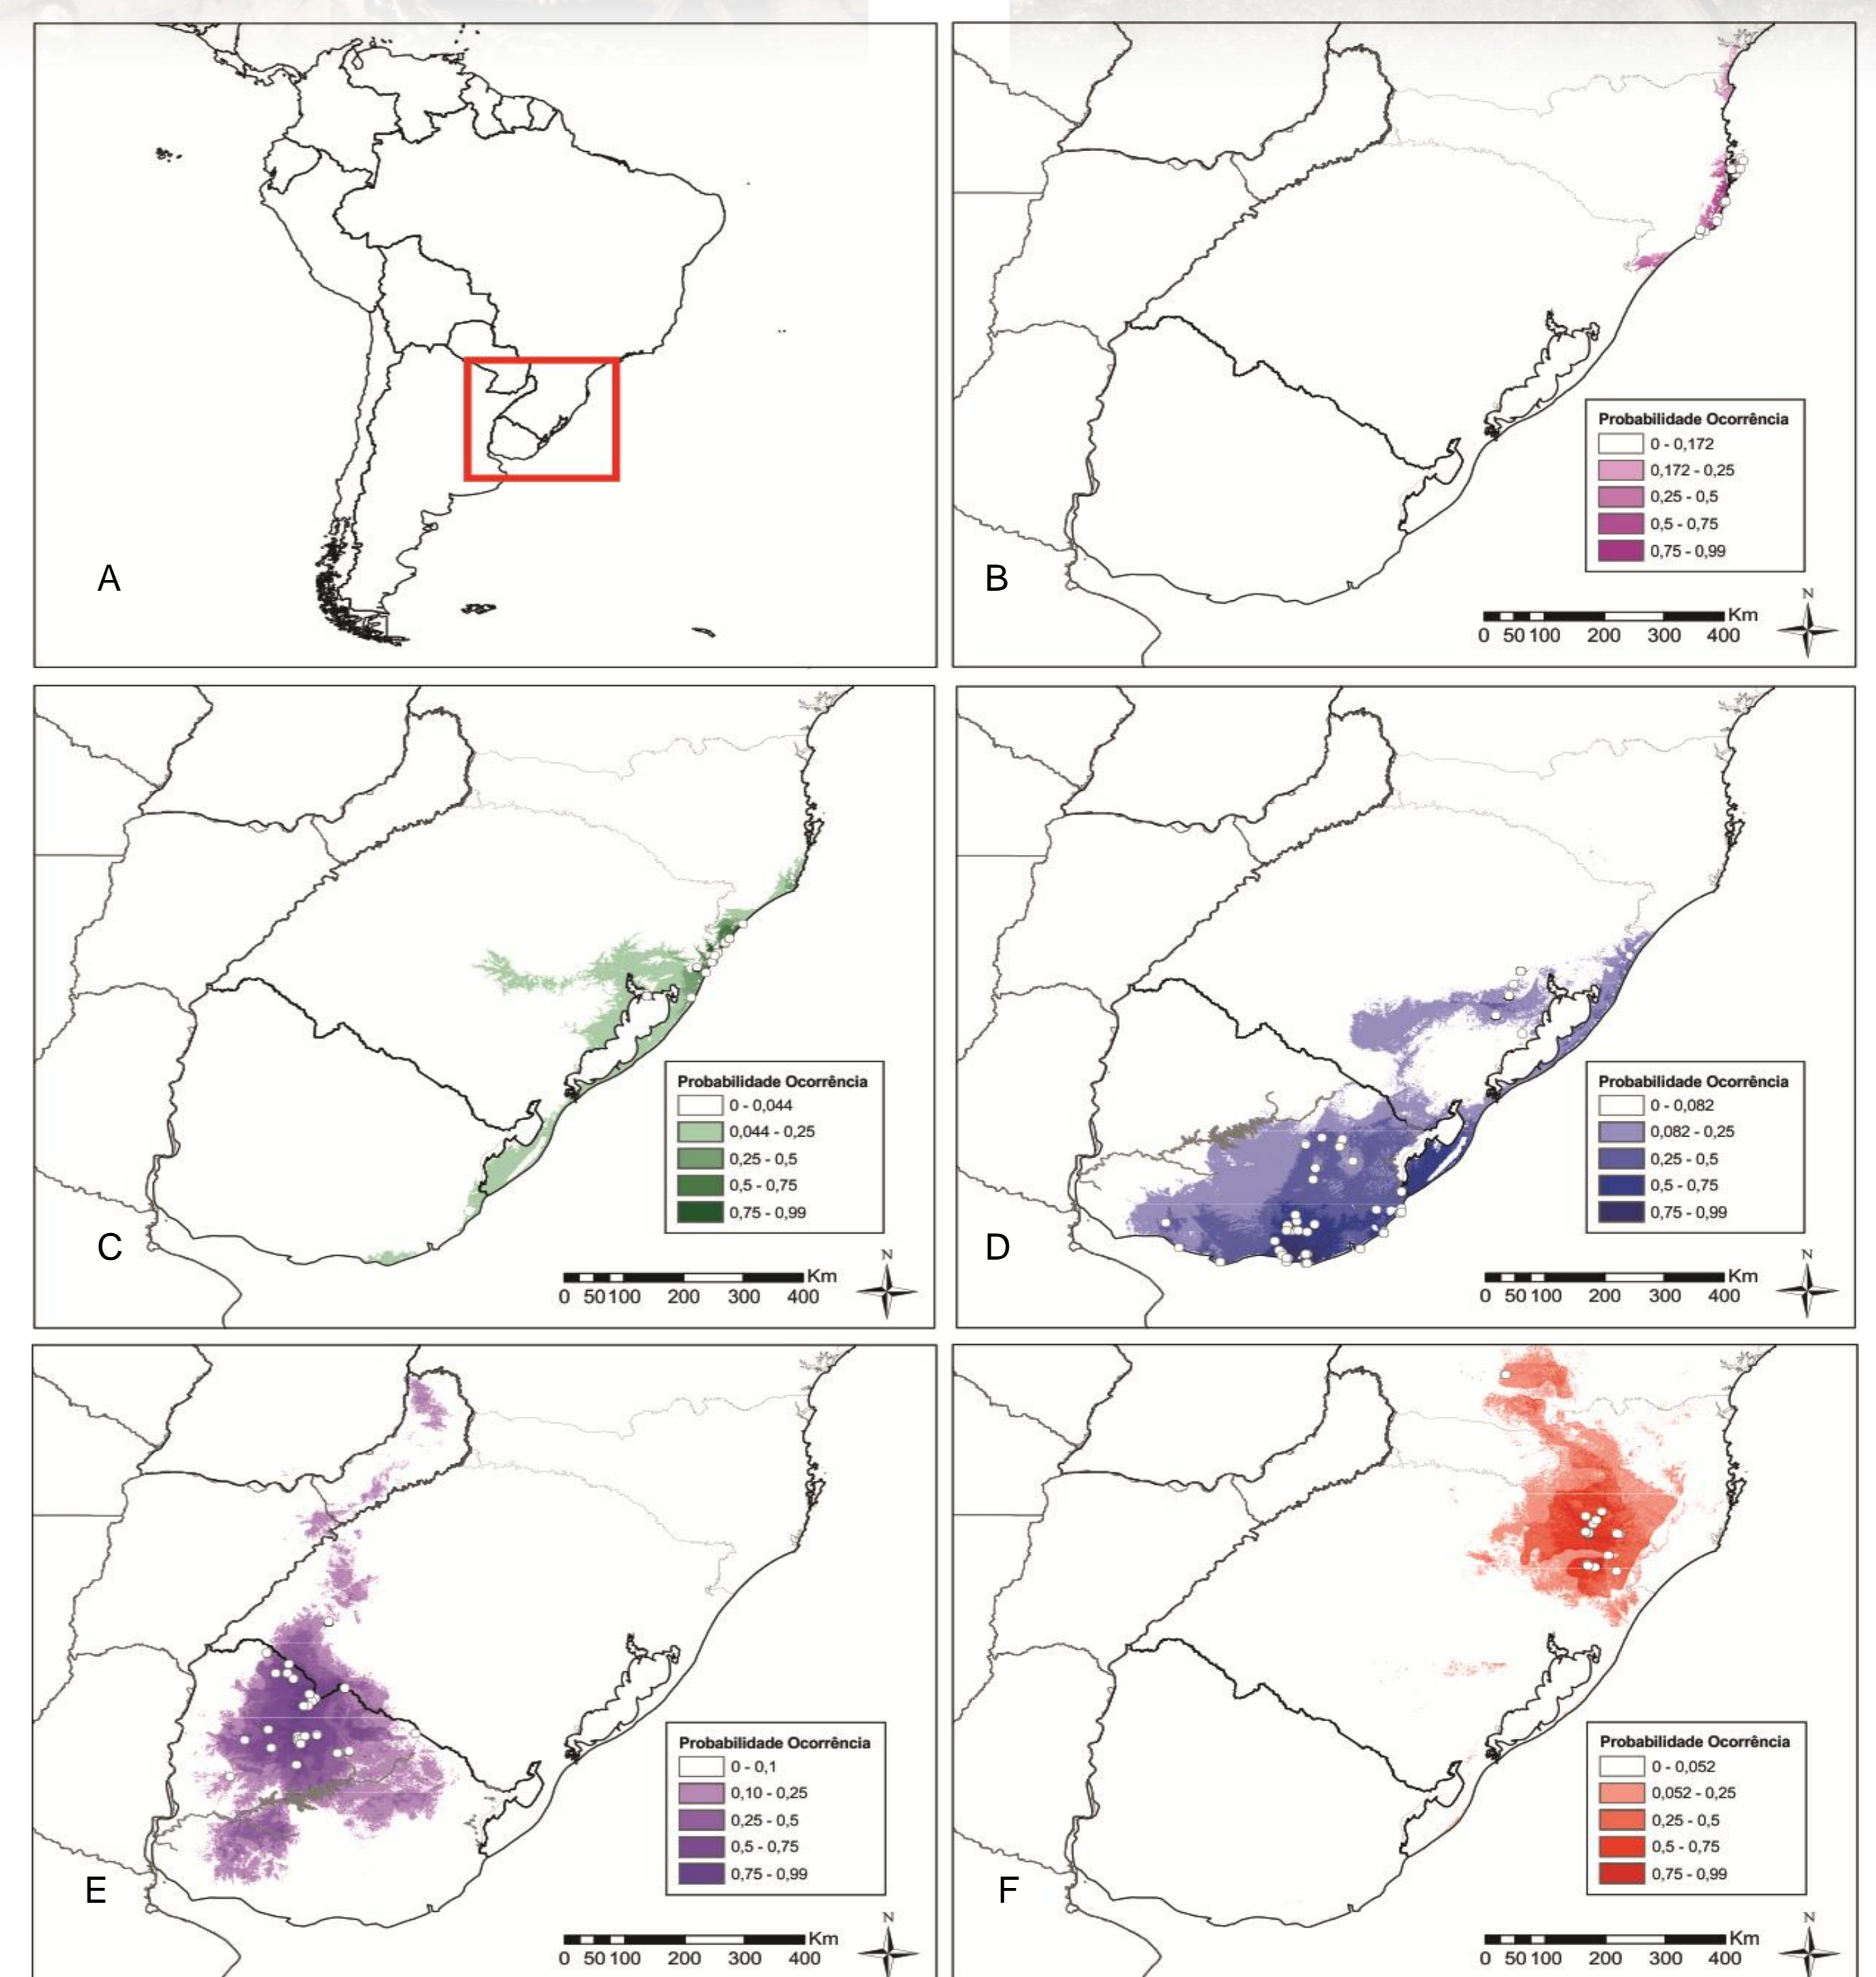 A
B
Probabilidade Ocorrência
0 - 0,172
0,172 - 0,25
0,25 - 0,5
0,5 - 0,75
0,75 - 0,99
N
Km
0 50 100 200 300 400
C
Probabilidade Ocorrência
0 - 0,044
0,044 - 0,25
0,25 - 0,5
0,5 - 0,75
0,75 - 0,99
N
Km
0 50 100 200 300 400
D
Probabilidade Ocorrência
0 - 0,082
0,082 - 0,25
0,25 - 0,5
0,5 - 0,75
0,75 - 0,99
N
Km
0 50 100 200 300 400
E
Probabilidade Ocorrência
0 - 0,1
0,10 - 0,25
0,25 - 0,5
0,5 - 0,75
0,75 - 0,99
N
Km
0 50 100 200 300 400
F
Probabilidade Ocorrência
0 - 0,052
0,052 - 0,25
0,25 - 0,5
0,5 - 0,75
0,75 - 0,99
N
Km
0 50 100 200 300 400